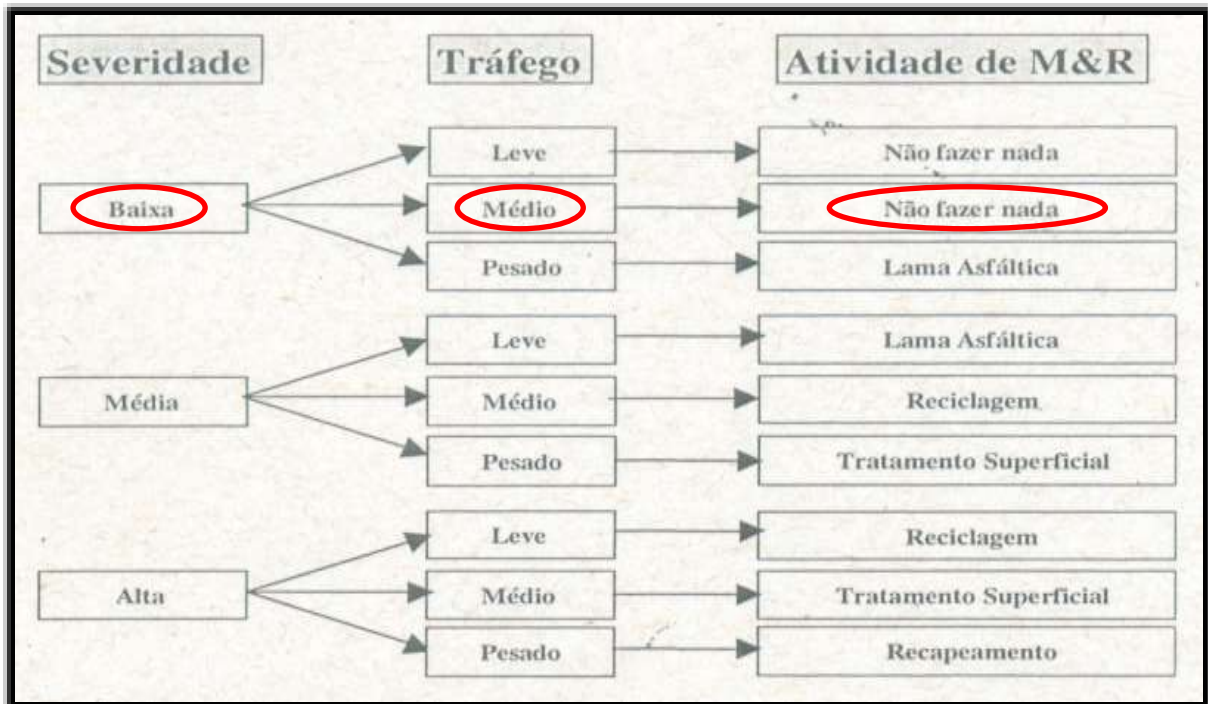 Severidade Tráfego Atividade de M&R
Leve Não fazer nada
Baixa Médio Não fazer nada
Pesado Lama Asfáltica
Leve Lama Asfáltica
Média Médio Reciclagem
Pesado Tratamento Superficial
Leve Reciclagem
Alta Médio Tratamento Superficial
Pesado Recapeamento